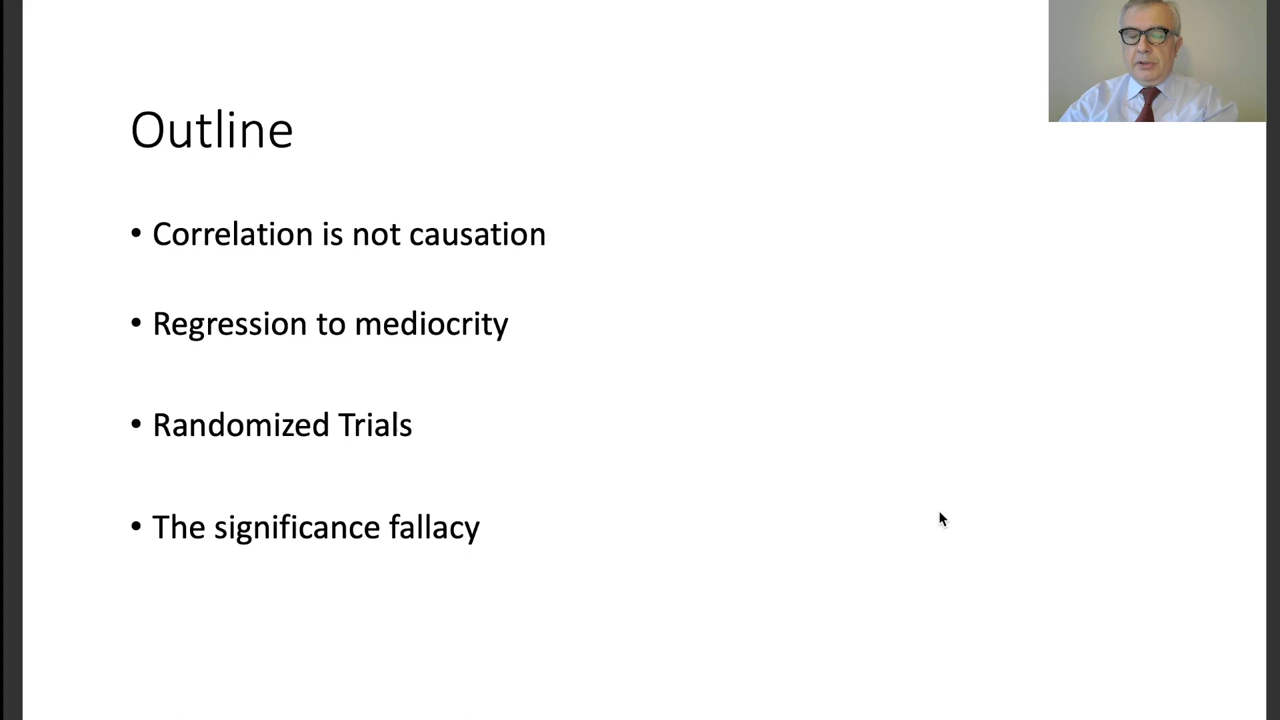 Outline
• Correlation is not causation
• Regression to mediocrity
• Randomized Trials
• The significance fallacy